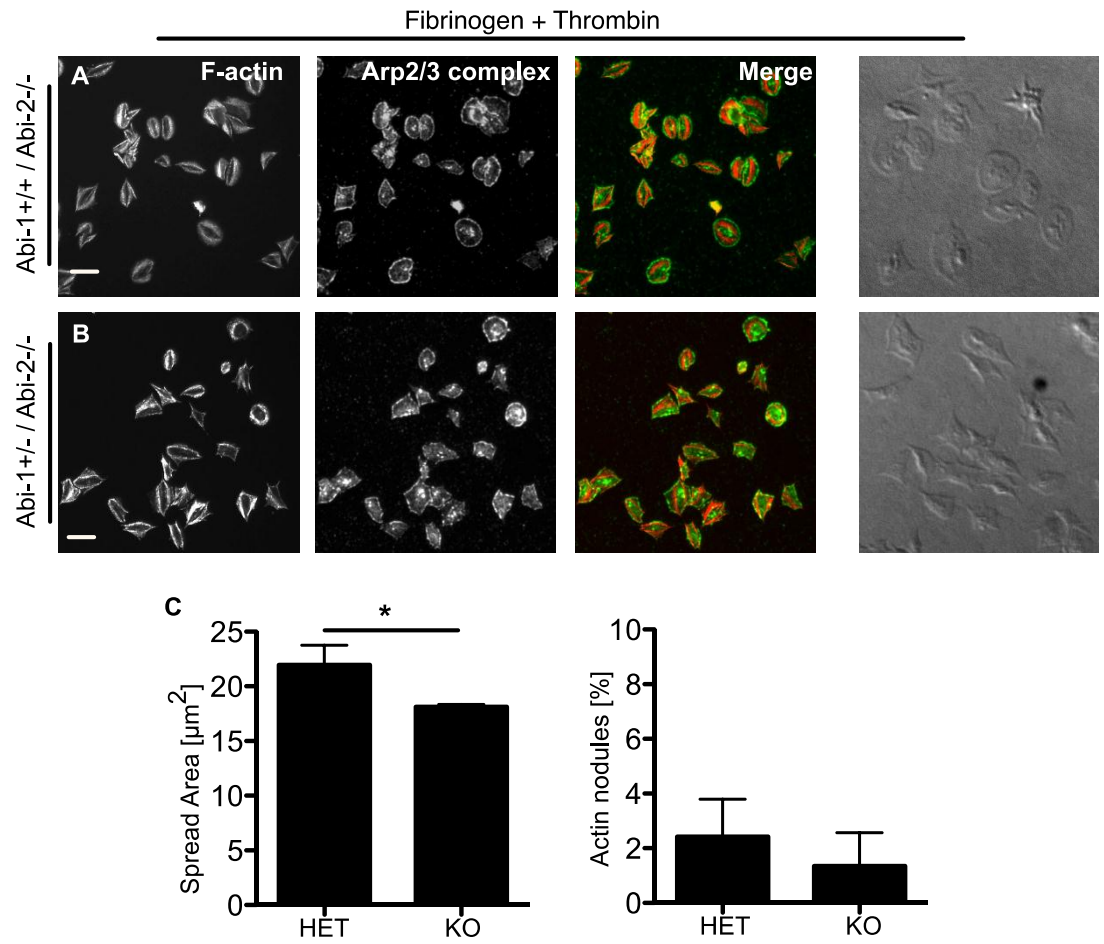 Fibrinogen + Thrombin
A F-actin Arp2/3 complex Merge
Abi-1+/+ / Abi-2-/-
B
Abi-1+/- / Abi-2-/-
C
*
25
20
15
10
5
0
Spread Area [µm²]
HET KO
10
8
6
4
2
0
Actin nodules [%]
HET KO